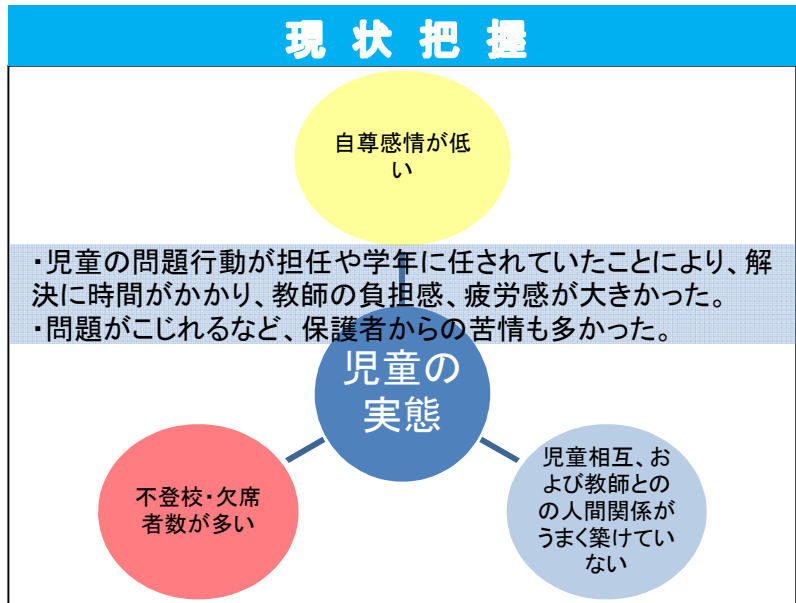 現状把握
自尊感情が低
い
・児童の問題行動が担任や学年に任されていたことにより、解
決に時間がかかり、教師の負担感、疲労感が大きかった。
・問題がこじれるなど、保護者からの苦情も多かった。
児童の
実態
不登校・欠席
者数が多い
児童相互、お
よび教師との
の人間関係が
うまく築けてい
ない